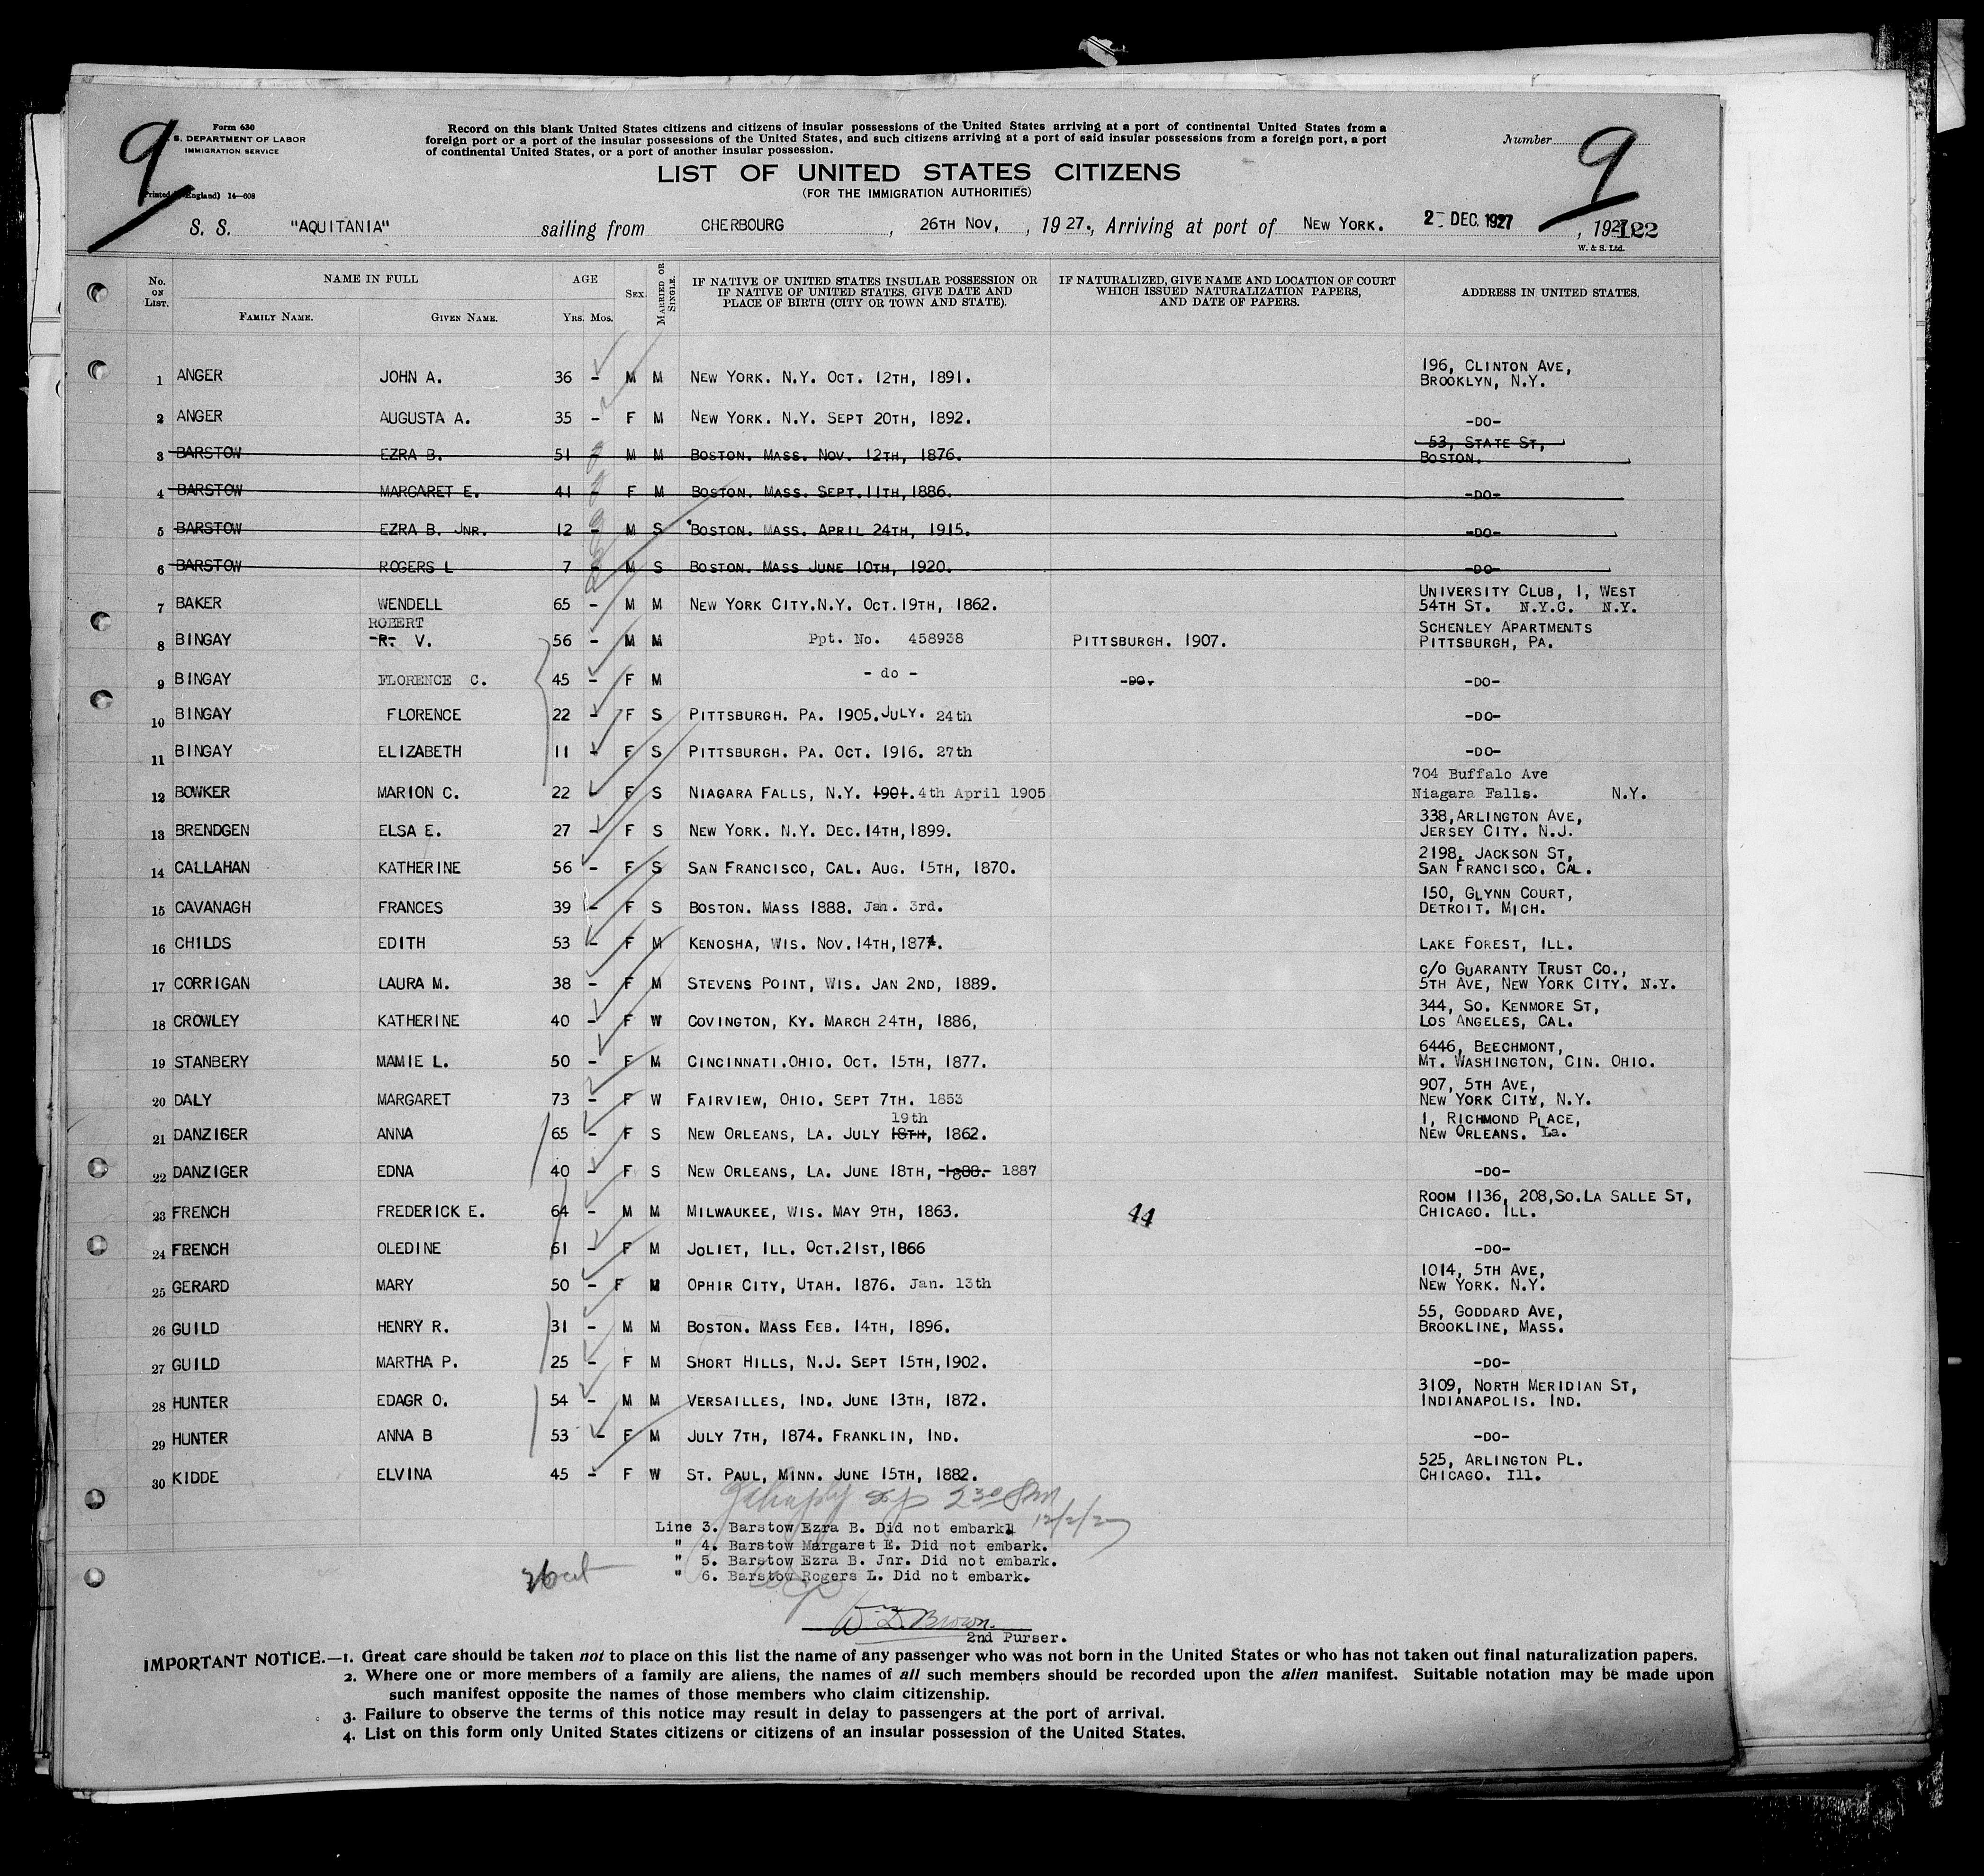 9
Form 630
S. DEPARTMENT OF LABOR
IMMIGRATION SERVICE
Printed England) 14—608
Record on this blank United States citizens and citizens of insular possessions of the United States arriving at a port of continental United States from a
foreign port or a port of the insular possessions of the United States, and such citizens arriving at a port of said insular possessions from a foreign port, a port
of continental United States, or a port of another insular possession.
Number 9
LIST OF UNITED STATES CITIZENS
(FOR THE IMMIGRATION AUTHORITIES)
S. S. "AQUITANIA" sailing from CHERBOURG, 26TH NOV, , 1927., Arriving at port of NEW YORK. 2- DEC. 1927, 192 122
W. & S. Ltd.
No. ON LIST. NAME IN FULL AGE SEX. MARRIED OR SINGLE. IF NATIVE OF UNITED STATES INSULAR POSSESSION OR IF NATIVE OF UNITED STATES, GIVE DATE AND PLACE OF BIRTH (CITY OR TOWN AND STATE). IF NATURALIZED, GIVE NAME AND LOCATION OF COURT WHICH ISSUED NATURALIZATION PAPERS, AND DATE OF PAPERS. ADDRESS IN UNITED STATES.
FAMILY NAME. GIVEN NAME. YRS. MOS.
1 ANGER JOHN A. 36 - M M NEW YORK. N.Y. OCT. 12TH, 1891. 196, CLINTON AVE, BROOKLYN, N.Y.
2 ANGER AUGUSTA A. 35 - F M NEW YORK. N.Y. SEPT 20TH, 1892. -DO-
3 BARSTOW EZRA B. 51 - M M BOSTON. MASS. NOV. 12TH, 1876. 53, STATE ST, BOSTON.
4 BARSTOW MARGARET E. 41 - F M BOSTON. MASS. SEPT. 11TH, 1886. -DO-
5 BARSTOW EZRA B. JNR. 12 - M S BOSTON. MASS. APRIL 24TH, 1915. -DO-
6 BARSTOW ROGERS L 7 - M S BOSTON. MASS JUNE 10TH, 1920. -DO-
7 BAKER WENDELL 65 - M M NEW YORK CITY.N.Y. OCT.19TH, 1862. UNIVERSITY CLUB, 1, WEST 54TH ST. N.Y.C. N.Y.
ROBERT
8 BINGAY -R- V. 56 - M M Ppt. No. 458938 PITTSBURGH. 1907. SCHENLEY APARTMENTS PITTSBURGH, PA.
9 BINGAY FLORENCE C. 45 - F M - do - -DO. -DO-
10 BINGAY FLORENCE 22 - F S PITTSBURGH. PA. 1905. JULY. 24th -DO-
11 BINGAY ELIZABETH 11 - F S PITTSBURGH. PA. OCT. 1916. 27th -DO-
12 BOWKER MARION C. 22 - F S NIAGARA FALLS, N.Y. 1901. 4th April 1905 704 Buffalo Ave Niagara Falls. N.Y.
13 BRENDGEN ELSA E. 27 - F S NEW YORK. N.Y. DEC.14TH, 1899. 338, ARLINGTON AVE, JERSEY CITY. N.J.
14 CALLAHAN KATHERINE 56 - F S SAN FRANCISCO, CAL. AUG. 15TH, 1870. 2198, JACKSON ST, SAN FRANCISCO. CAL.
15 CAVANAGH FRANCES 39 - F S BOSTON. MASS 1888. Jan. 3rd. 150, GLYNN COURT, DETROIT. MICH.
16 CHILDS EDITH 53 - F M KENOSHA, WIS. NOV. 14TH, 1874. LAKE FOREST, ILL.
17 CORRIGAN LAURA M. 38 - F M STEVENS POINT, WIS. JAN 2ND, 1889. C/O GUARANTY TRUST CO., 5TH AVE, NEW YORK CITY. N.Y.
18 CROWLEY KATHERINE 40 - F W COVINGTON, KY. MARCH 24TH, 1886, 344, SO. KENMORE ST, LOS ANGELES, CAL.
19 STANBERY MAMIE L. 50 - F M CINCINNATI.OHIO. OCT. 15TH, 1877. 6446, BEECHMONT, MT. WASHINGTON, CIN. OHIO.
20 DALY MARGARET 73 - F W FAIRVIEW, OHIO. SEPT 7TH. 1853 907, 5TH AVE, NEW YORK CITY, N.Y.
19th
21 DANZIGER ANNA 65 - F S NEW ORLEANS, LA. JULY 18TH, 1862. 1, RICHMOND PLACE, NEW ORLEANS. La.
22 DANZIGER EDNA 40 - F S NEW ORLEANS, LA. JUNE 18TH, -1888.- 1887 -DO-
23 FRENCH FREDERICK E. 64 - M M MILWAUKEE, WIS. MAY 9TH, 1863. 44 ROOM 1136, 208, SO. LA SALLE ST, CHICAGO. ILL.
24 FRENCH OLEDINE 61 - F M JOLIET, ILL. OCT.21ST, 1866 -DO-
25 GERARD MARY 50 - F M OPHIR CITY, UTAH. 1876. Jan. 13th 1014, 5TH AVE, NEW YORK. N.Y.
26 GUILD HENRY R. 31 - M M BOSTON. MASS FEB. 14TH, 1896. 55, GODDARD AVE, BROOKLINE, MASS.
27 GUILD MARTHA P. 25 - F M SHORT HILLS, N.J. SEPT 15TH, 1902. -DO-
28 HUNTER EDAGR O. 54 - M M VERSAILLES, IND. JUNE 13TH, 1872. 3109, NORTH MERIDIAN ST, INDIANAPOLIS. IND.
29 HUNTER ANNA B 53 - F M JULY 7TH, 1874. FRANKLIN, IND. -DO-
30 KIDDE ELVINA 45 - F W ST. PAUL, MINN. JUNE 15TH, 1882. 525, ARLINGTON PL. CHICAGO. Ill.
2 30 PM
12/2/27
Line 3. Barstow Ezra B. Did not embark.
" 4. Barstow Margaret E. Did not embark.
" 5. Barstow Ezra B. Jnr. Did not embark.
" 6. Barstow Rogers L. Did not embark.
W. D. Brown.
2nd Purser.
IMPORTANT NOTICE.—1. Great care should be taken not to place on this list the name of any passenger who was not born in the United States or who has not taken out final naturalization papers.
2. Where one or more members of a family are aliens, the names of all such members should be recorded upon the alien manifest. Suitable notation may be made upon
such manifest opposite the names of those members who claim citizenship.
3. Failure to observe the terms of this notice may result in delay to passengers at the port of arrival.
4. List on this form only United States citizens or citizens of an insular possession of the United States.